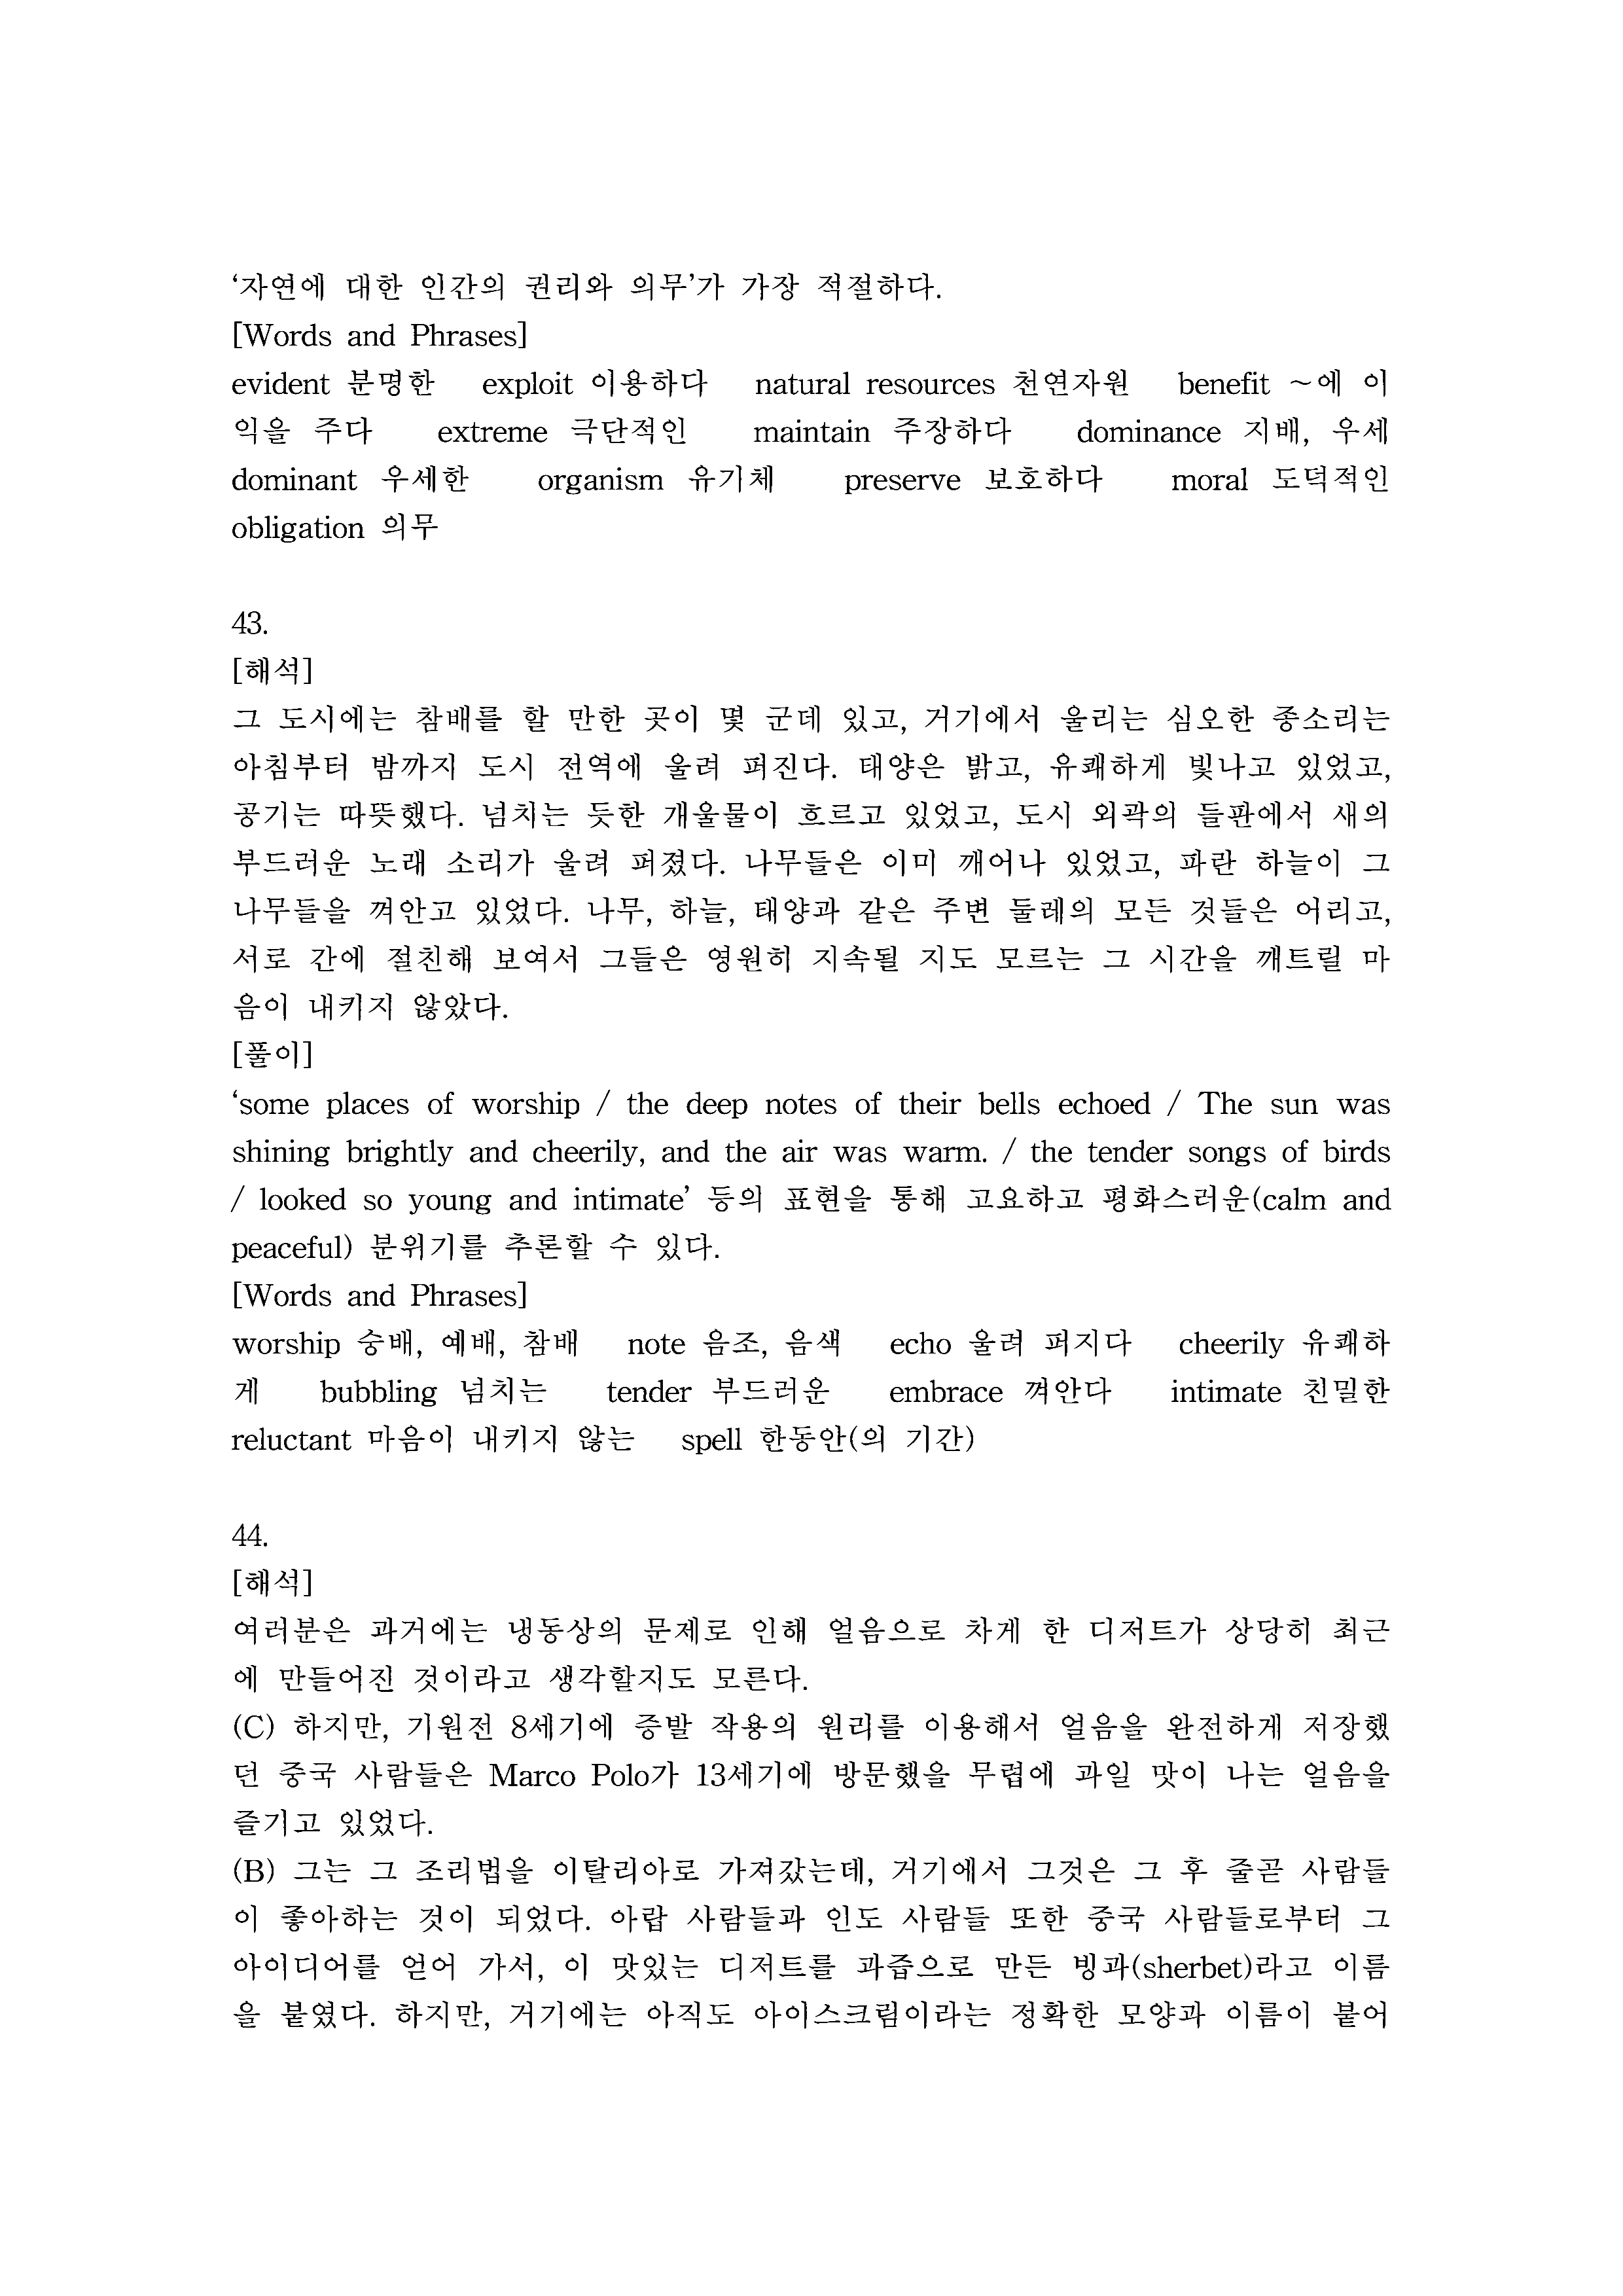 ‘자연에 대한 인간의 권리와 의무’가 가장 적절하다.
[Words and Phrases]
evident 분명한 exploit 이용하다 natural resources 천연자원 benefit ~에 이
익을 주다 extreme 극단적인 maintain 주장하다 dominance 지배, 우세
dominant 우세한 organism 유기체 preserve 보호하다 moral 도덕적인
obligation 의무
43.
[해석]
그 도시에는 참배를 할 만한 곳이 몇 군데 있고, 거기에서 울리는 심오한 종소리는
아침부터 밤까지 도시 전역에 울려 퍼진다. 태양은 밝고, 유쾌하게 빛나고 있었고,
공기는 따뜻했다. 넘치는 듯한 개울물이 흐르고 있었고, 도시 외곽의 들판에서 새의
부드러운 노래 소리가 울려 퍼졌다. 나무들은 이미 깨어나 있었고, 파란 하늘이 그
나무들을 껴안고 있었다. 나무, 하늘, 태양과 같은 주변 둘레의 모든 것들은 어리고,
서로 간에 절친해 보여서 그들은 영원히 지속될 지도 모르는 그 시간을 깨트릴 마
음이 내키지 않았다.
[풀이]
‘some places of worship / the deep notes of their bells echoed / The sun was
shining brightly and cheerily, and the air was warm. / the tender songs of birds
/ looked so young and intimate’ 등의 표현을 통해 고요하고 평화스러운(calm and
peaceful) 분위기를 추론할 수 있다.
[Words and Phrases]
worship 숭배, 예배, 참배 note 음조, 음색 echo 울려 퍼지다 cheerily 유쾌하
게 bubbling 넘치는 tender 부드러운 embrace 껴안다 intimate 친밀한
reluctant 마음이 내키지 않는 spell 한동안(의 기간)
44.
[해석]
여러분은 과거에는 냉동상의 문제로 인해 얼음으로 차게 한 디저트가 상당히 최근
에 만들어진 것이라고 생각할지도 모른다.
(C) 하지만, 기원전 8세기에 증발 작용의 원리를 이용해서 얼음을 완전하게 저장했
던 중국 사람들은 Marco Polo가 13세기에 방문했을 무렵에 과일 맛이 나는 얼음을
즐기고 있었다.
(B) 그는 그 조리법을 이탈리아로 가져갔는데, 거기에서 그것은 그 후 줄곧 사람들
이 좋아하는 것이 되었다. 아랍 사람들과 인도 사람들 또한 중국 사람들로부터 그
아이디어를 얻어 가서, 이 맛있는 디저트를 과즙으로 만든 빙과(sherbet)라고 이름
을 붙였다. 하지만, 거기에는 아직도 아이스크림이라는 정확한 모양과 이름이 붙어